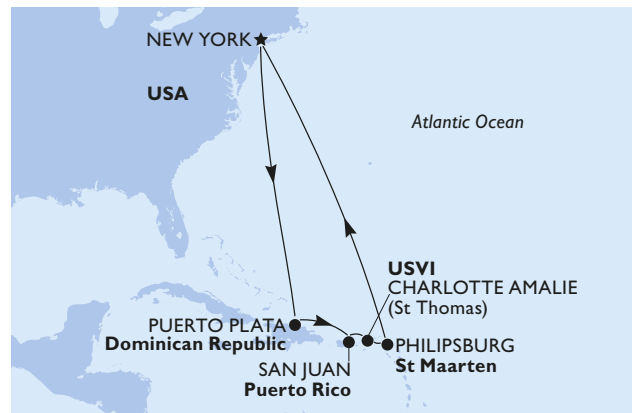 NEW YORK
USA
Atlantic Ocean
USVI
CHARLOTTE AMALIE
(St Thomas)
PUERTO PLATA
Dominican Republic
PHILIPSBURG
St Maarten
SAN JUAN
Puerto Rico